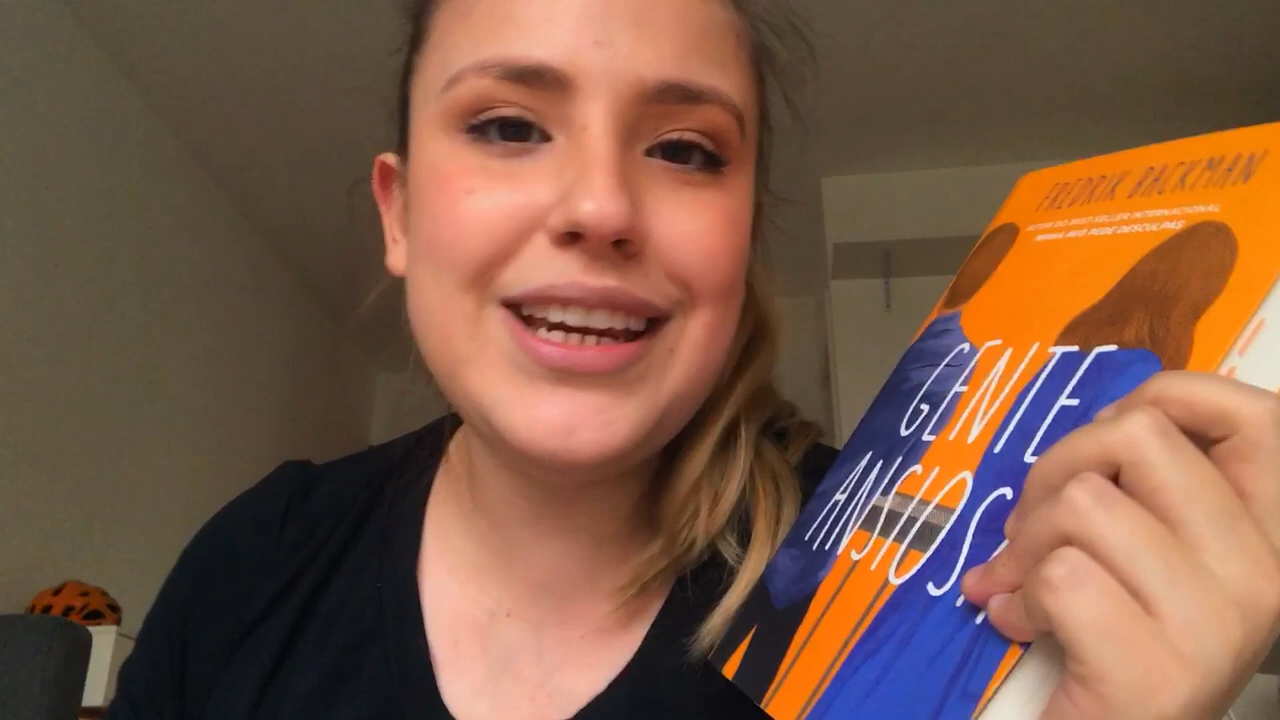 FREDRIK BACKMAN
AUTOR DO BEST-SELLER INTERNACIONAL
MINHA AVÓ PEDE DESCULPAS
GENTE
ANSIOSA